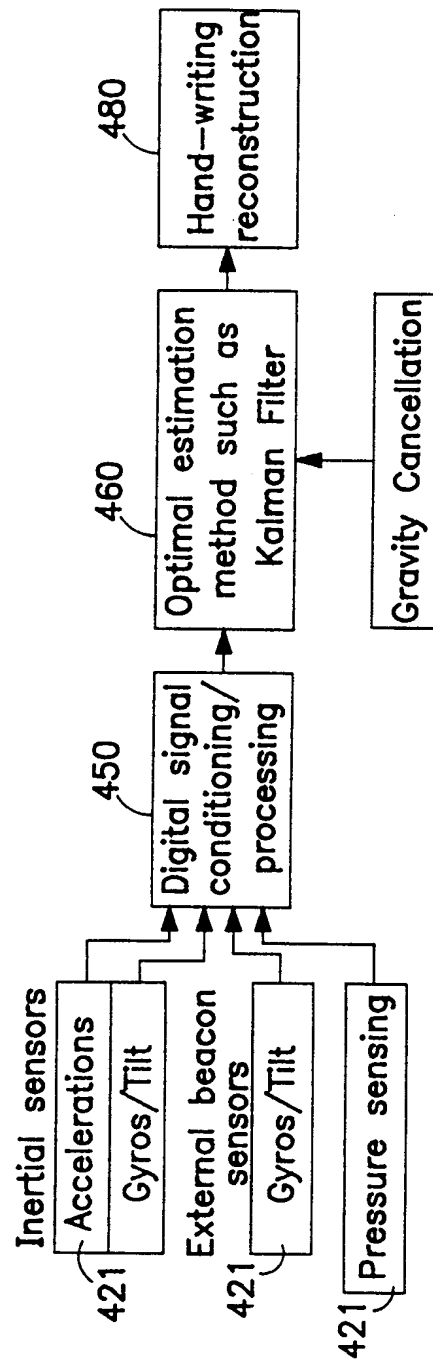 Inertial sensors
Accelerations
421
Gyros/Tilt
External beacon
sensors
Gyros/Tilt
421
Pressure sensing
421
450
Digital signal
conditioning/
processing
460
Optimal estimation
method such as
Kalman Filter
Gravity Cancellation
480
Hand-writing
reconstruction